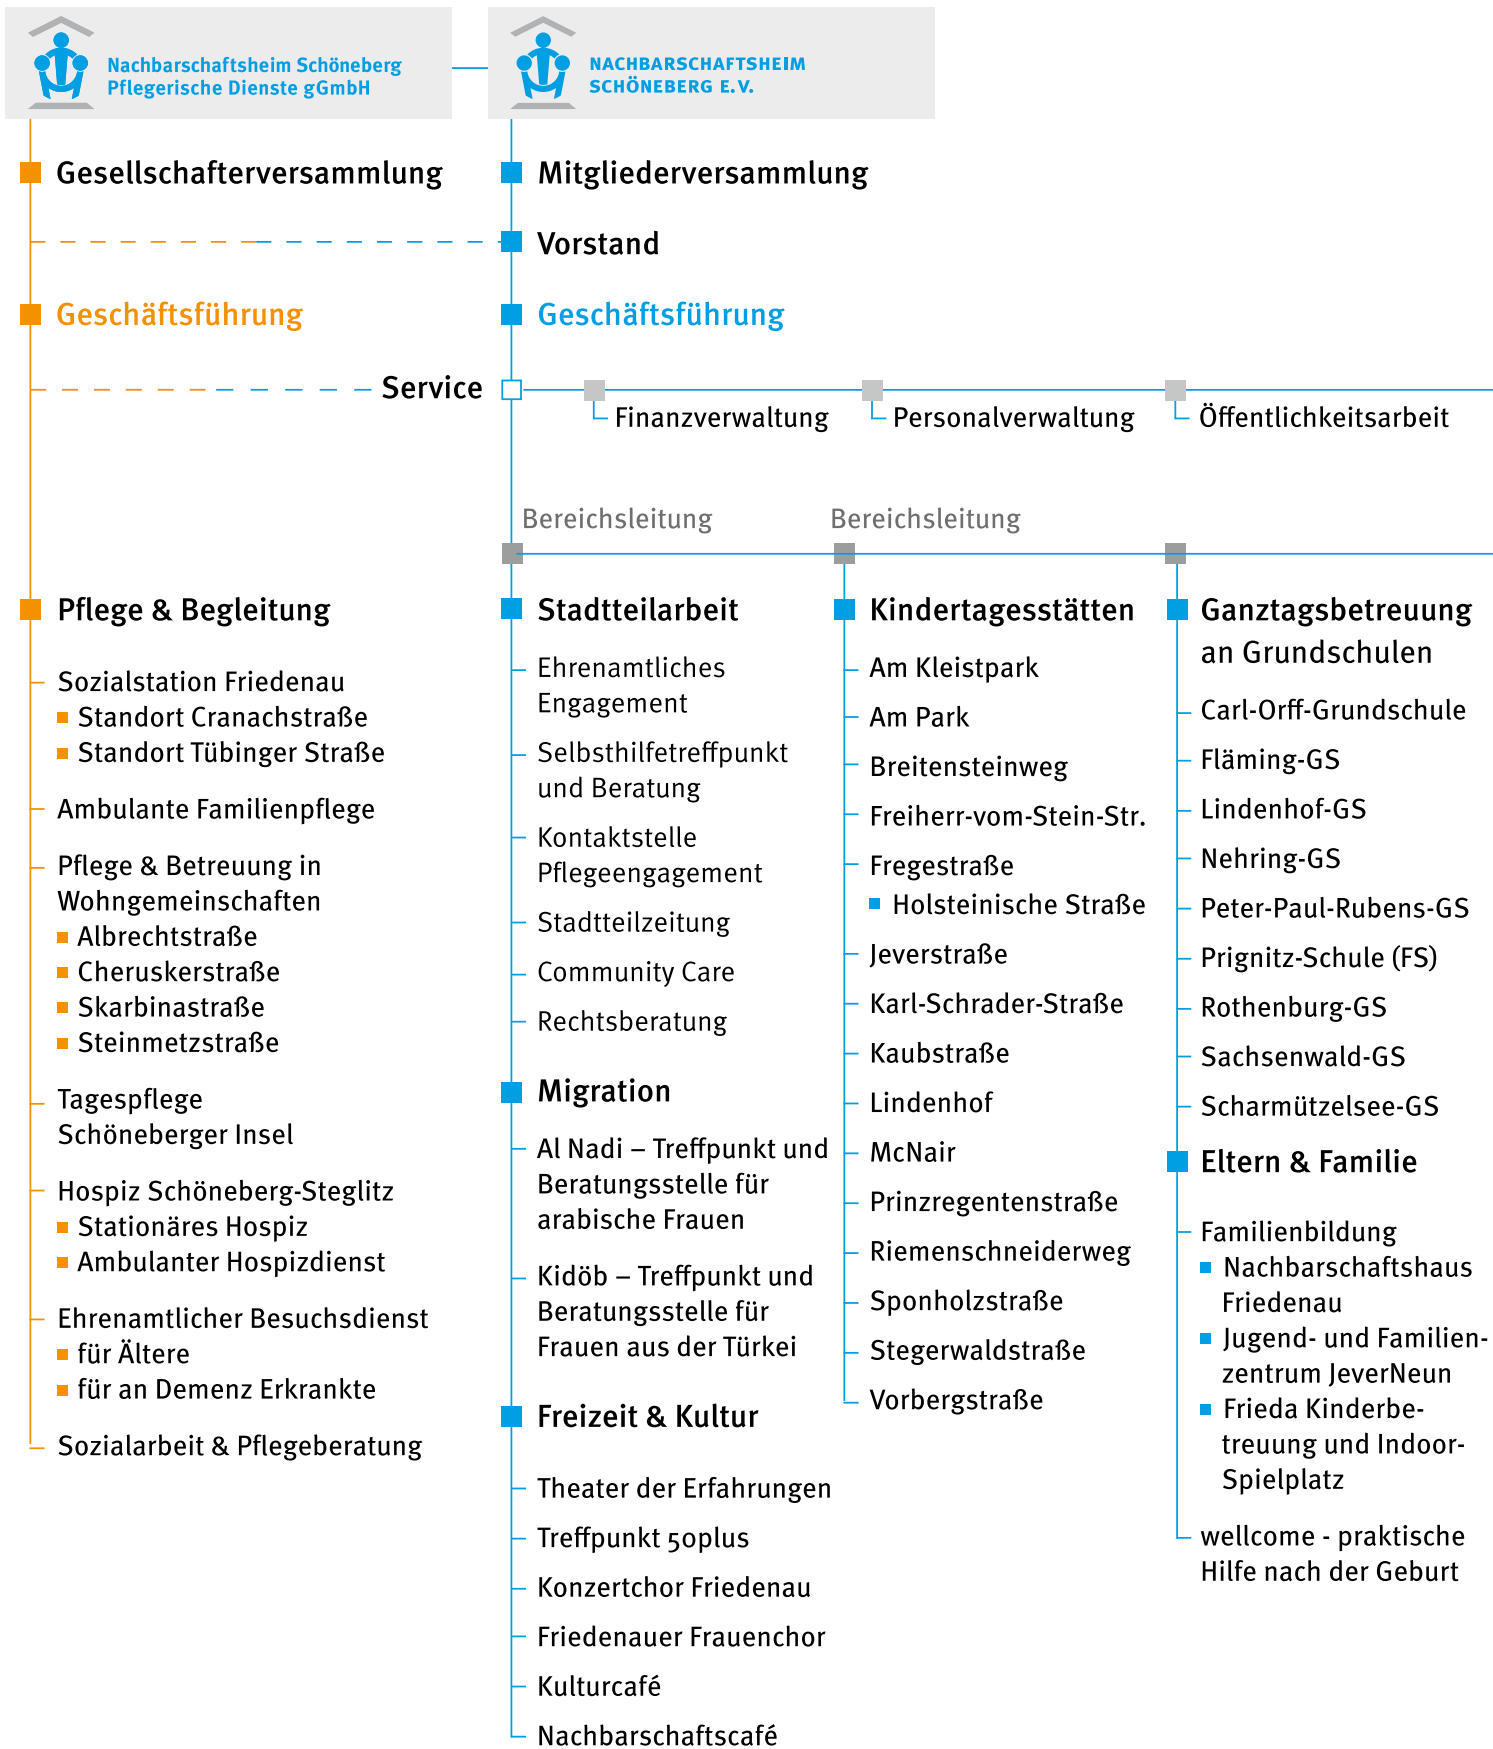 Nachbarschaftsheim Schöneberg
Pflegerische Dienste gGmbH
NACHBARSCHAFTSHEIM
SCHÖNEBERG E.V.
Gesellschafterversammlung
Mitgliederversammlung
Vorstand
Geschäftsführung
Geschäftsführung
Service
Finanzverwaltung
Personalverwaltung
Öffentlichkeitsarbeit
Bereichsleitung
Bereichsleitung
Pflege & Begleitung
Sozialstation Friedenau
Standort Cranachstraße
Standort Tübinger Straße
Ambulante Familienpflege
Pflege & Betreuung in
Wohngemeinschaften
Albrechtstraße
Cheruskerstraße
Skarbinastraße
Steinmetzstraße
Tagespflege
Schöneberger Insel
Hospiz Schöneberg-Steglitz
Stationäres Hospiz
Ambulanter Hospizdienst
Ehrenamtlicher Besuchsdienst
für Ältere
für an Demenz Erkrankte
Sozialarbeit & Pflegeberatung
Stadtteilarbeit
Ehrenamtliches
Engagement
Selbsthilfetreffpunkt
und Beratung
Kontaktstelle
Pflegeengagement
Stadtteilzeitung
Community Care
Rechtsberatung
Migration
Al Nadi – Treffpunkt und
Beratungsstelle für
arabische Frauen
Kidöb – Treffpunkt und
Beratungsstelle für
Frauen aus der Türkei
Freizeit & Kultur
Theater der Erfahrungen
Treffpunkt 50plus
Konzertchor Friedenau
Friedenauer Frauenchor
Kulturcafé
Nachbarschaftscafé
Kindertagesstätten
Am Kleistpark
Am Park
Breitensteinweg
Freiherr-vom-Stein-Str.
Fregestraße
Holsteinische Straße
Jeverstraße
Karl-Schrader-Straße
Kaubstraße
Lindenhof
McNair
Prinzregentenstraße
Riemenschneiderweg
Sponholzstraße
Stegerwaldstraße
Vorbergstraße
Ganztagsbetreuung
an Grundschulen
Carl-Orff-Grundschule
Fläming-GS
Lindenhof-GS
Nehring-GS
Peter-Paul-Rubens-GS
Prignitz-Schule (FS)
Rothenburg-GS
Sachsenwald-GS
Scharmützelsee-GS
Eltern & Familie
Familienbildung
Nachbarschaftshaus
Friedenau
Jugend- und Familien-
zentrum JeverNeun
Frieda Kinderbe-
treuung und Indoor-
Spielplatz
wellcome - praktische
Hilfe nach der Geburt